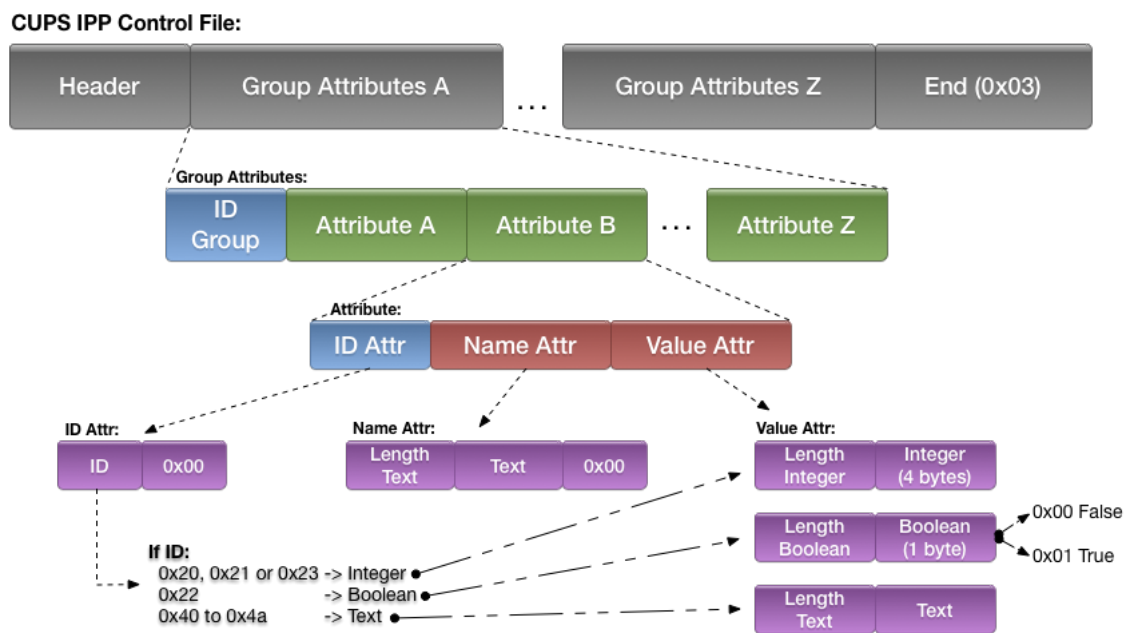 CUPS IPP Control File:
Header
Group Attributes A
...
Group Attributes Z
End (0x03)
Group Attributes:
ID
Group
Attribute A
Attribute B
...
Attribute Z
Attribute:
ID Attr
Name Attr
Value Attr
ID Attr:
ID
0x00
Name Attr:
Length
Text
Text
0x00
Value Attr:
Length
Integer
Integer
(4 bytes)
Length
Boolean
Boolean
(1 byte)
0x00 False
0x01 True
Length
Text
Text
If ID:
0x20, 0x21 or 0x23 -> Integer
0x22 -> Boolean
0x40 to 0x4a -> Text